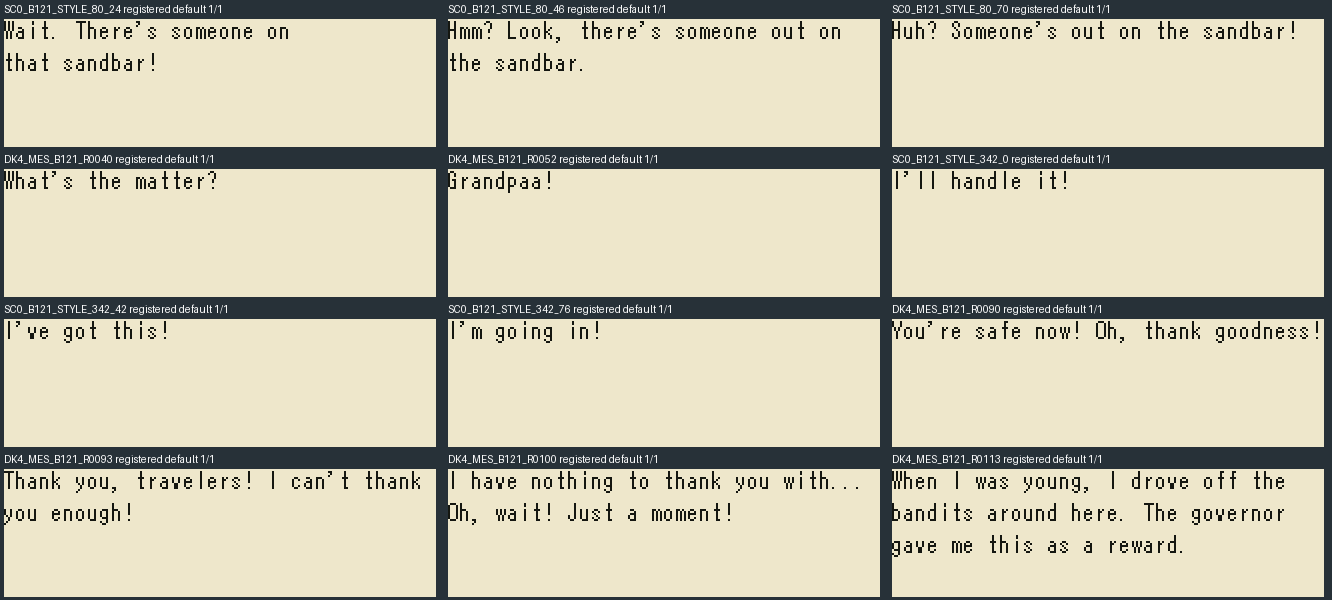 SC0_B121_STYLE_80_24 registered default 1/1
Wait. There's someone on
that sandbar!
SC0_B121_STYLE_80_46 registered default 1/1
Hmm? Look, there's someone out on
the sandbar.
SC0_B121_STYLE_80_70 registered default 1/1
Huh? Someone's out on the sandbar!
DK4_MES_B121_R0040 registered default 1/1
What's the matter?
DK4_MES_B121_R0052 registered default 1/1
Grandpaa!
SC0_B121_STYLE_342_0 registered default 1/1
I'll handle it!
SC0_B121_STYLE_342_42 registered default 1/1
I've got this!
SC0_B121_STYLE_342_76 registered default 1/1
I'm going in!
DK4_MES_B121_R0090 registered default 1/1
You're safe now! Oh, thank goodness!
DK4_MES_B121_R0093 registered default 1/1
Thank you, travelers! I can't thank
you enough!
DK4_MES_B121_R0100 registered default 1/1
I have nothing to thank you with...
Oh, wait! Just a moment!
DK4_MES_B121_R0113 registered default 1/1
When I was young, I drove off the
bandits around here. The governor
gave me this as a reward.